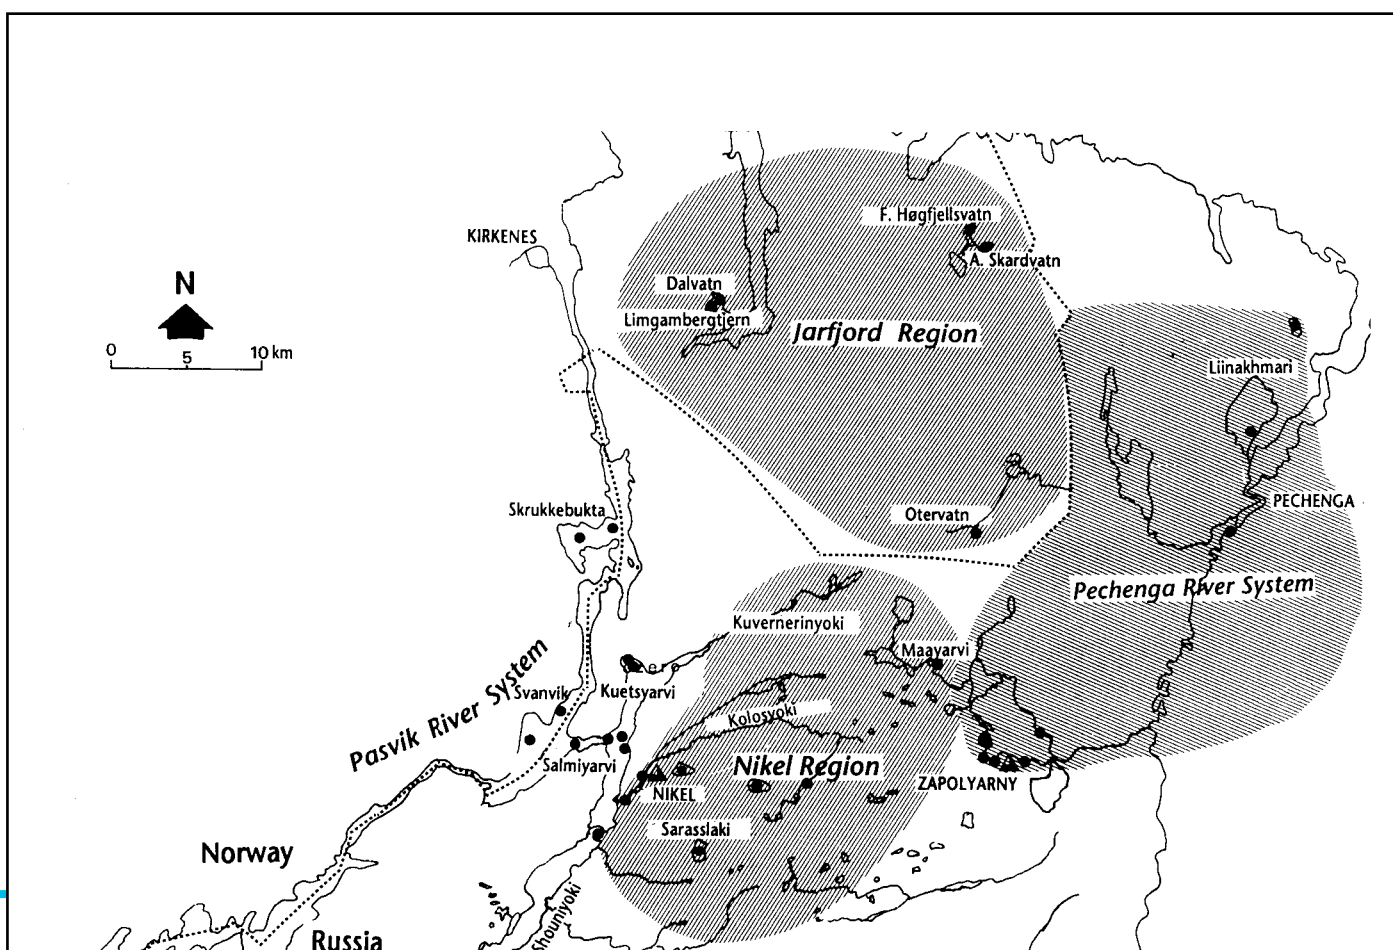 F. Høgfjellsvatn
KIRKENES
A. Skardvatn
N
Dalvatn
Limgambergtjern
Jarfjord Region
0 5 10 km
Liinakhmari
PECHENGA
Skrukkebukta
Otervatn
Pechenga River System
Kuvernerinyoki
Maayarvi
Pasvik River System
Svanvik
Kuetsyarvi
Kolosyoki
Salmiyarvi
Nikel Region
NIKEL
ZAPOLYARNY
Sarasslaki
Norway
Shouniyoki
Russia